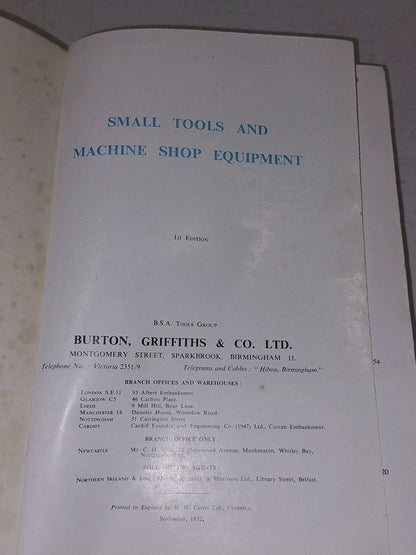 SMALL TOOLS AND
MACHINE SHOP EQUIPMENT
1st Edition
B.S.A. Tools Group
BURTON, GRIFFITHS & CO. LTD.
MONTGOMERY STREET, SPARKBROOK, BIRMINGHAM 11.
Telephone No. : Victoria 2351/9 Telegrams and Cables : "Hibou, Birmingham."
BRANCH OFFICES AND WAREHOUSES :
London S.E.11 93 Albert Embankment.
Glasgow C5 46 Carlton Place.
Leeds 9 Mill Hill, Boar Lane.
Manchester 14 Daimler House, Wilmslow Road.
Nottingham 51 Carrington Street
Cardiff Cardiff Foundry and Engineering Co. (1947) Ltd., Curran Embankment.
BRANCH OFFICE ONLY :
Newcastle Mr. C. H. Avenue, Monkseaton, Whitley Bay,
Northumberland.
SOLE SELLING AGENTS :
Northern Ireland & & Morrison Ltd., Library Street, Belfast.
Printed in England by W. W. Curtis Ltd., Coventry.
September, 1952.
54
20